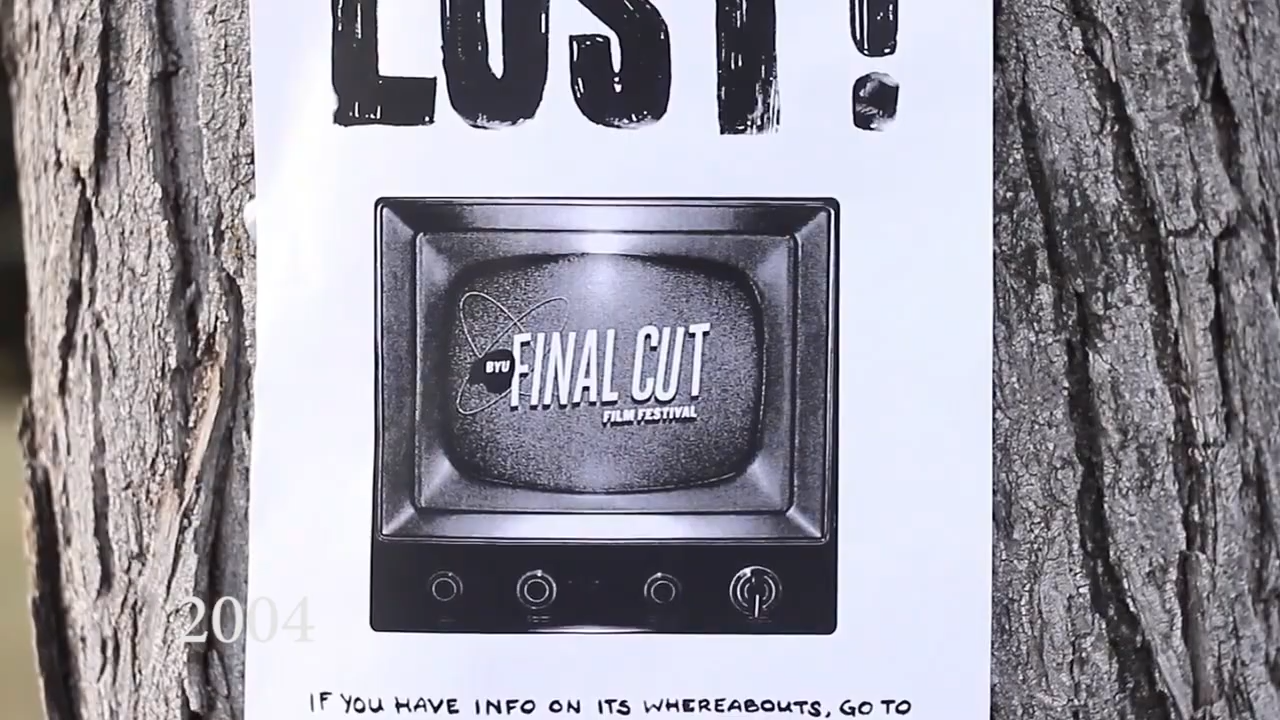 LOST!
BYU
FINAL CUT
FILM FESTIVAL
2004
IF YOU HAVE INFO ON ITS WHEREABOUTS, GO TO